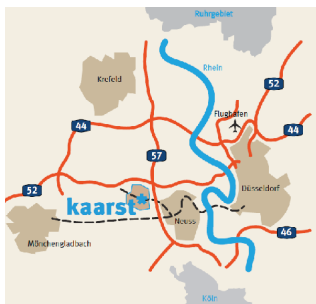 Ruhrgebiet
Rhein
Krefeld
52
Flughafen
44
44
57
52
kaarst*
Düsseldorf
Neuss
Mönchengladbach
46
Köln